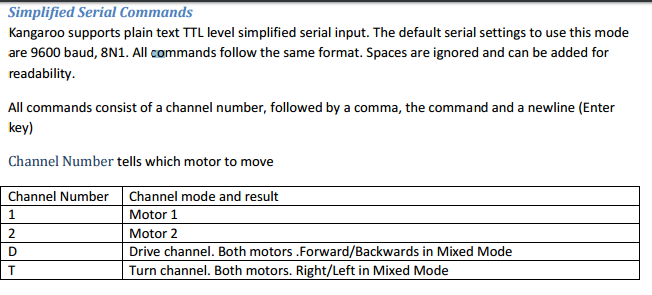 Simplified Serial Commands
Kangaroo supports plain text TTL level simplified serial input. The default serial settings to use this mode
are 9600 baud, 8N1. All commands follow the same format. Spaces are ignored and can be added for
readability.
All commands consist of a channel number, followed by a comma, the command and a newline (Enter
key)
Channel Number tells which motor to move
Channel Number Channel mode and result
1 Motor 1
2 Motor 2
D Drive channel. Both motors .Forward/Backwards in Mixed Mode
T Turn channel. Both motors. Right/Left in Mixed Mode